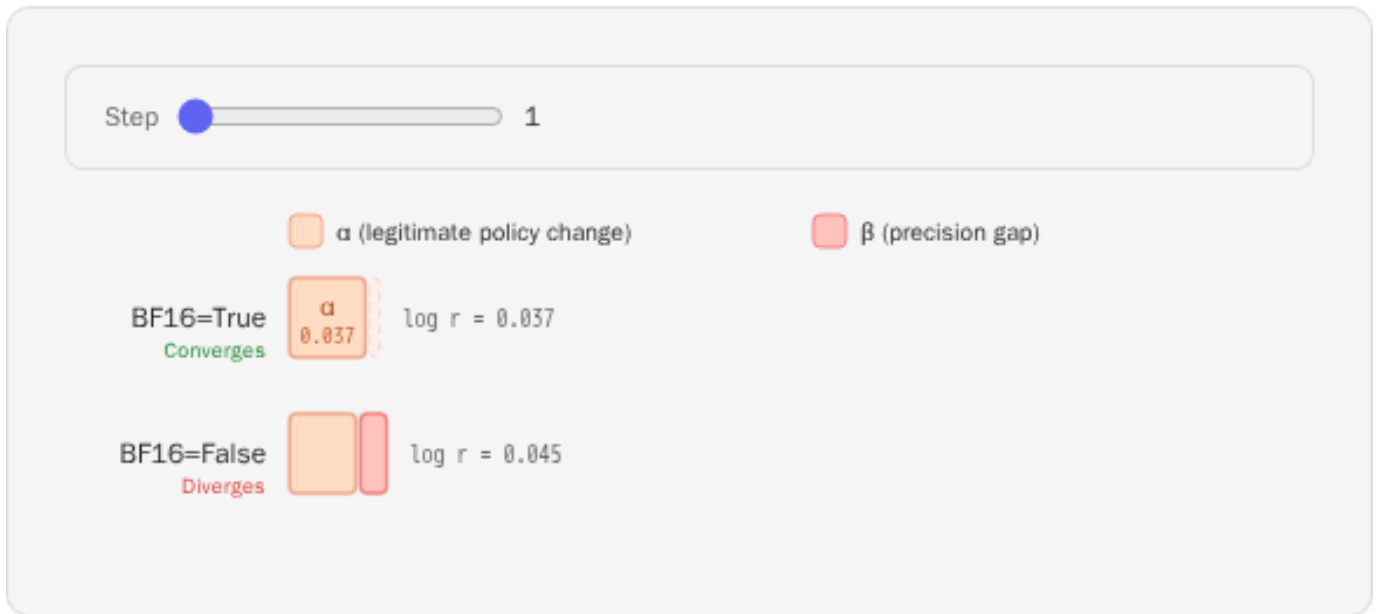 Step 1
α (legitimate policy change) β (precision gap)
BF16=True
Converges
α
0.037
log r = 0.037
BF16=False
Diverges
log r = 0.045